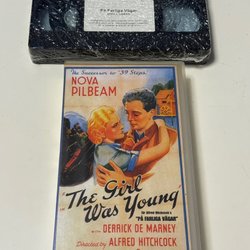 På Farliga Vägar
The Successor to "39 Steps"
NOVA
PILBEAM
"The Girl
Was Young"
Sir Alfred Hitchcock's
"PÅ FARLIGA VÄGAR"
WITH DERRICK DE MARNEY
Directed by ALFRED HITCHCOCK